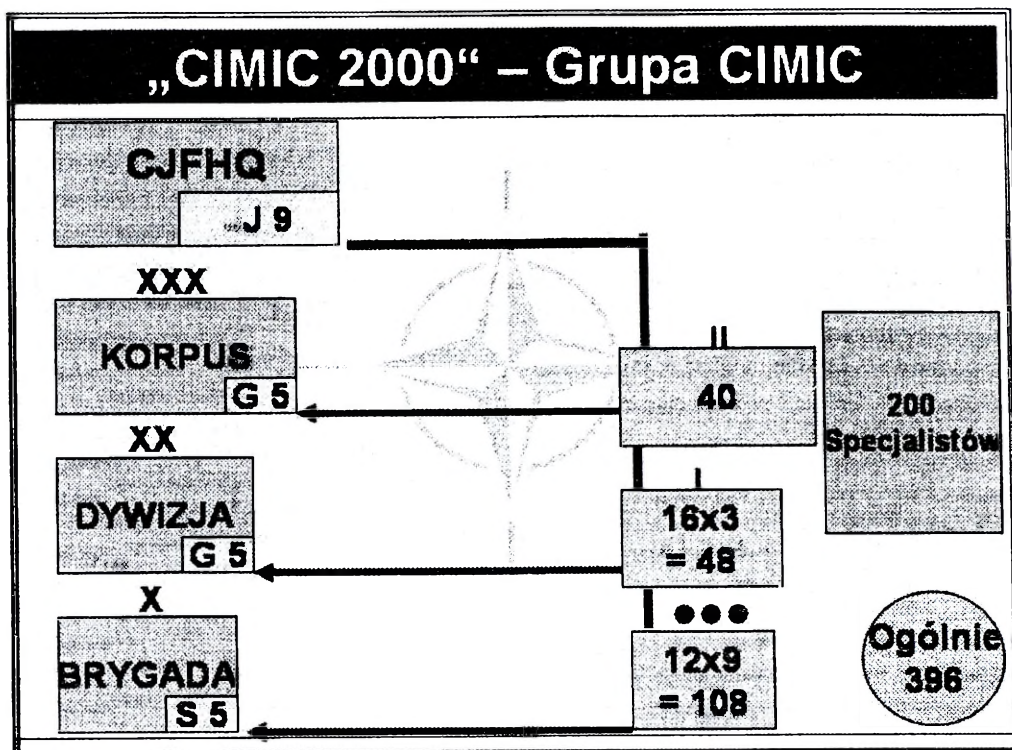 „CIMIC 2000“ – Grupa CIMIC
CJFHQ
J 9
XXX
KORPUS
G 5
XX
DYWIZJA
G 5
X
BRYGADA
S 5
II
40
I
16x3
= 48
●●●
12x9
= 108
200
Specjalistów
Ogólnie
396